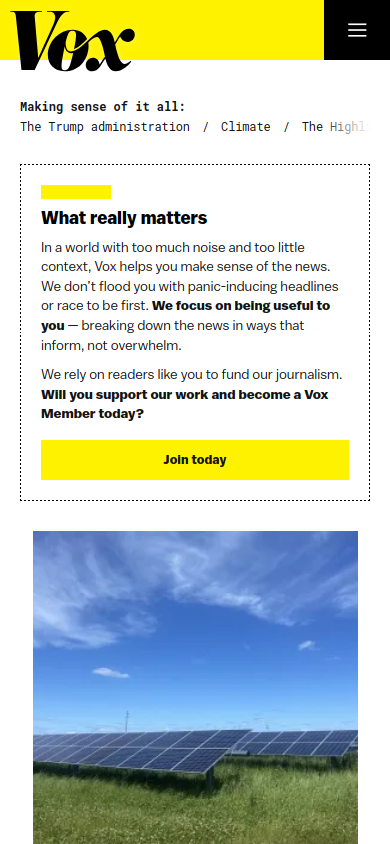 Vox
Making sense of it all:
The Trump administration / Climate / The Highl
What really matters
In a world with too much noise and too little
context, Vox helps you make sense of the news.
We don't flood you with panic-inducing headlines
or race to be first. We focus on being useful to
you — breaking down the news in ways that
inform, not overwhelm.
We rely on readers like you to fund our journalism.
Will you support our work and become a Vox
Member today?
Join today